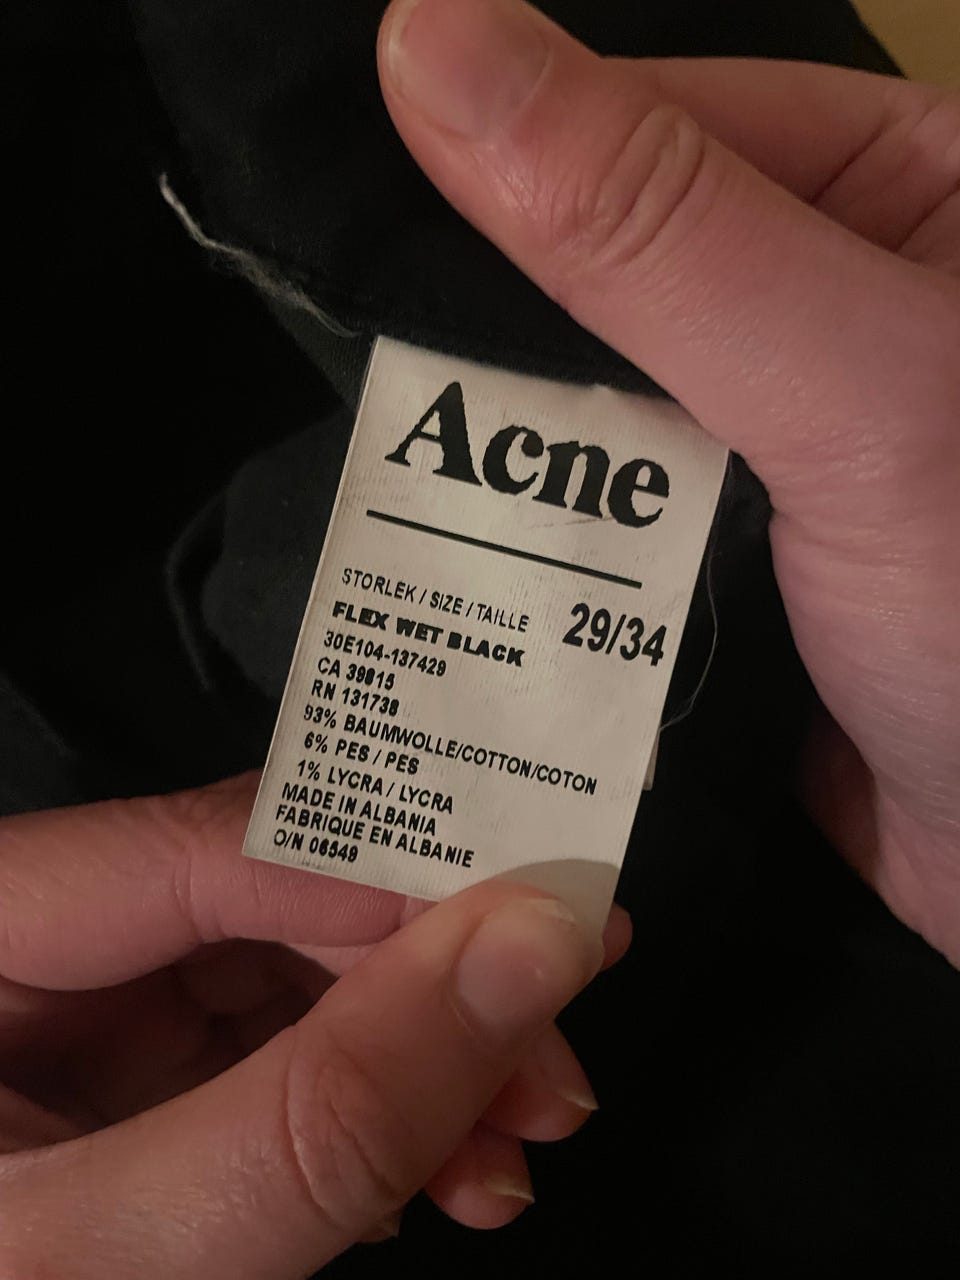 Acne
STORLEK / SIZE / TAILLE 29/34
FLEX WET BLACK
30E104-137429
CA 39815
RN 131738
93% BAUMWOLLE/COTTON/COTON
6% PES / PES
1% LYCRA / LYCRA
MADE IN ALBANIA
FABRIQUE EN ALBANIE
O/N 06549